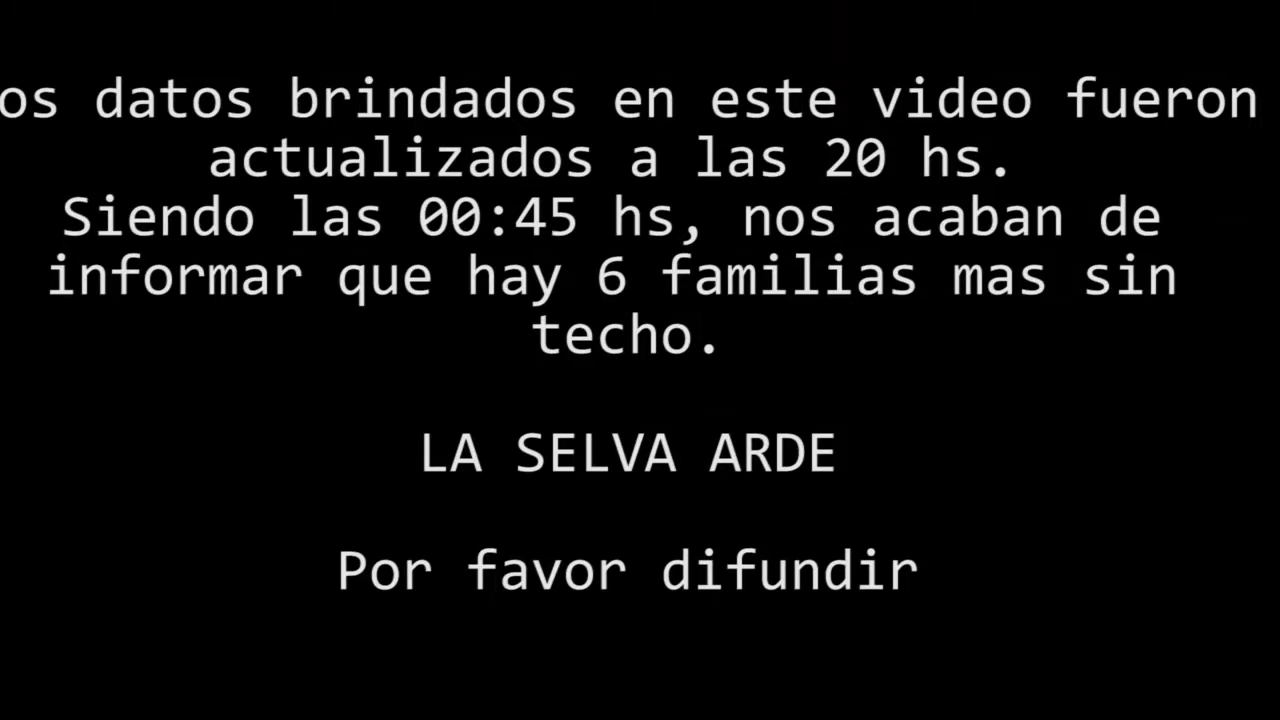 os datos brindados en este video fueron
actualizados a las 20 hs.
Siendo las 00:45 hs, nos acaban de
informar que hay 6 familias mas sin
techo.
LA SELVA ARDE
Por favor difundir